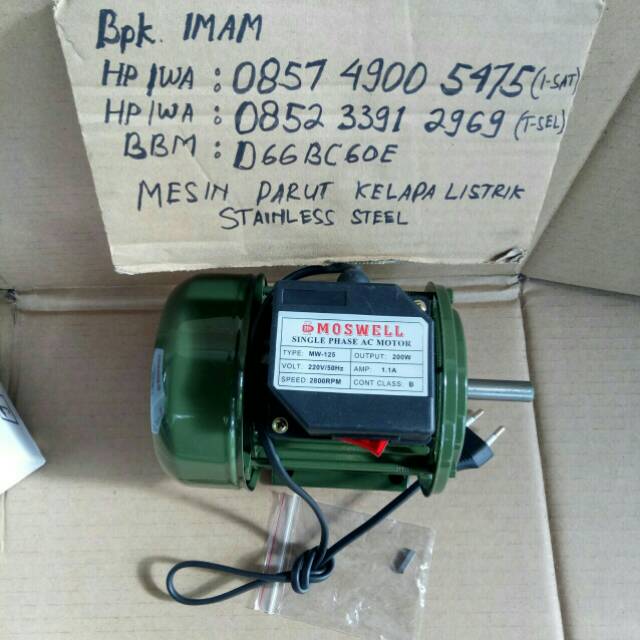 Bpk. IMAM
HP/WA : 0857 4900 5475 (I-SAT)
HP/WA : 0852 3391 2969 (T-SEL)
BBM : D66BC60E
MESIN PARUT KELAPA LISTRIK
STAINLESS STEEL
MOSWELL
SINGLE PHASE AC MOTOR
TYPE: MW-125 OUTPUT: 200W
VOLT: 220V/50Hz AMP: 1.1A
SPEED 2800RPM CONT CLASS: B